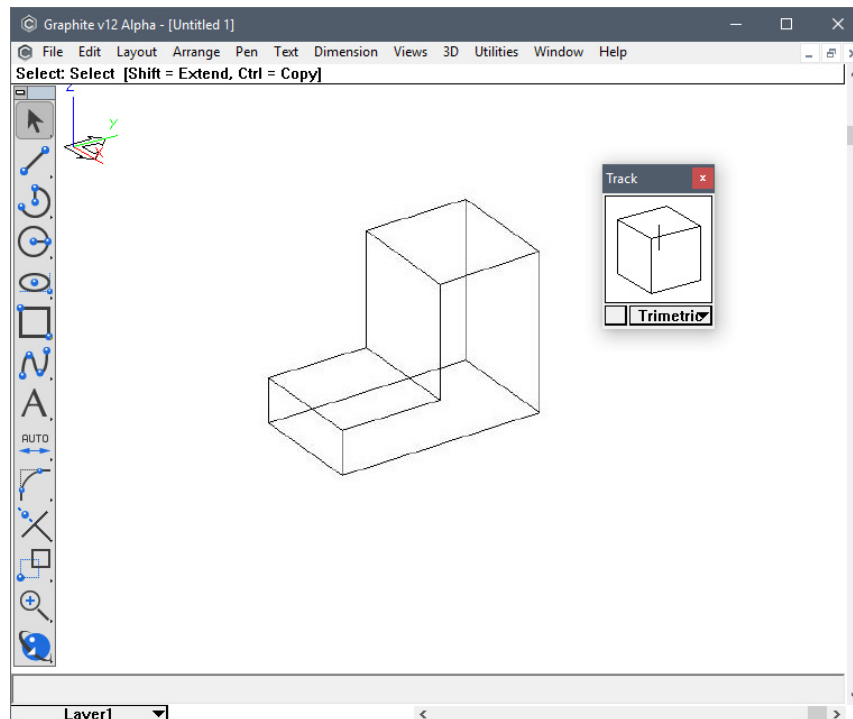 Graphite v12 Alpha - [Untitled 1]
File Edit Layout Arrange Pen Text Dimension Views 3D Utilities Window Help
Select: Select [Shift = Extend, Ctrl = Copy]
Z
y
x
Track
Trimetric
A
AUTO
Layer1